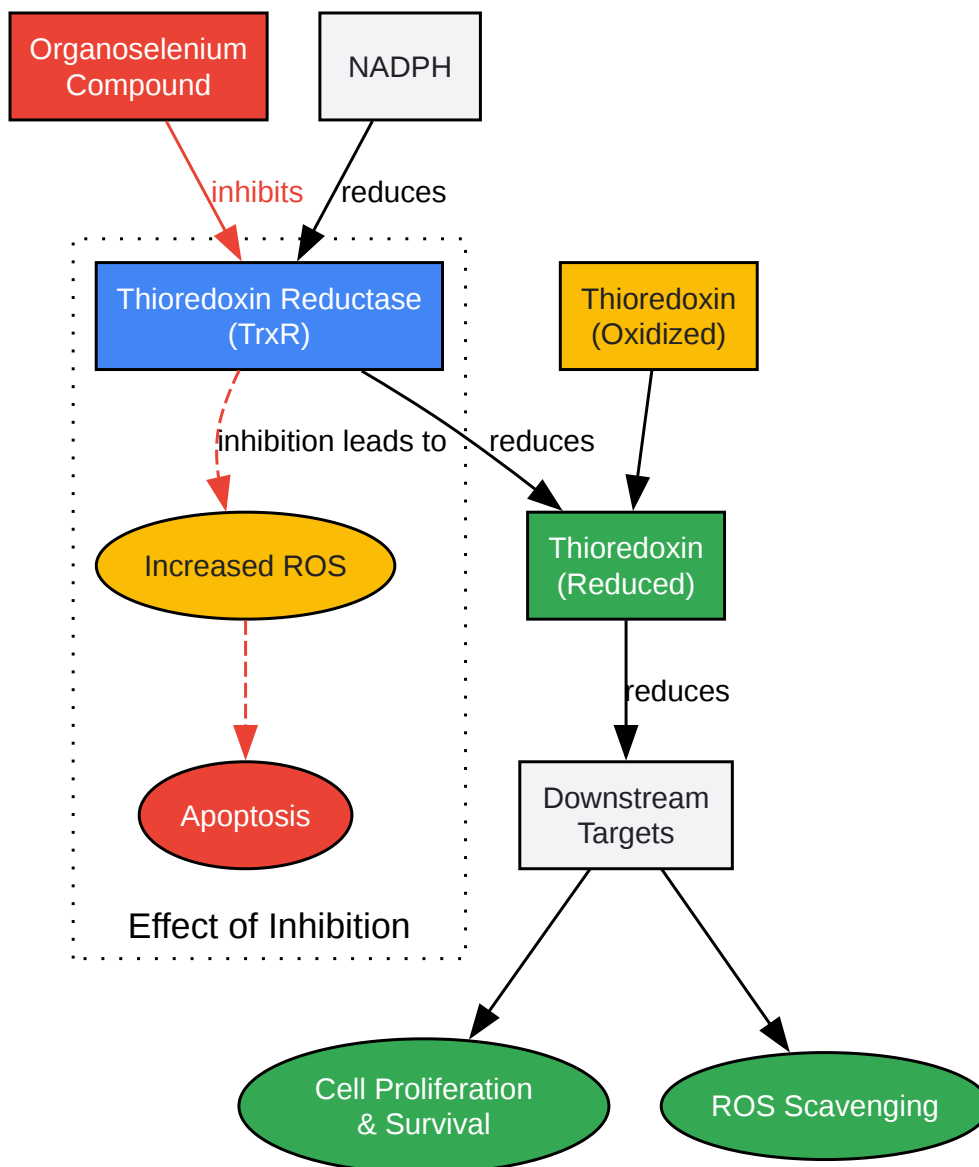 Organoselenium
Compound
NADPH
inhibits
reduces
Thioredoxin Reductase
(TrxR)
Thioredoxin
(Oxidized)
inhibition leads to
reduces
Increased ROS
Thioredoxin
(Reduced)
reduces
Apoptosis
Downstream
Targets
Effect of Inhibition
Cell Proliferation
& Survival
ROS Scavenging